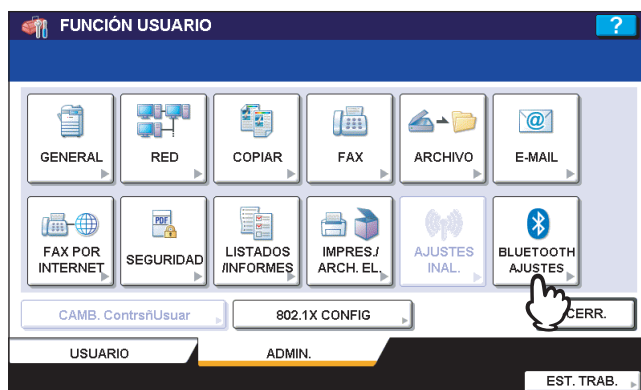 FUNCIÓN USUARIO
?
GENERAL
RED
COPIAR
FAX
ARCHIVO
@
E-MAIL
FAX POR
INTERNET
PDF
SEGURIDAD
LISTADOS
/INFORMES
IMPRES./
ARCH. EL.
AJUSTES
INAL.
BLUETOOTH
AJUSTES
CAMB. ContrsñUsuar
802.1X CONFIG
CERR.
USUARIO
ADMIN.
EST. TRAB.